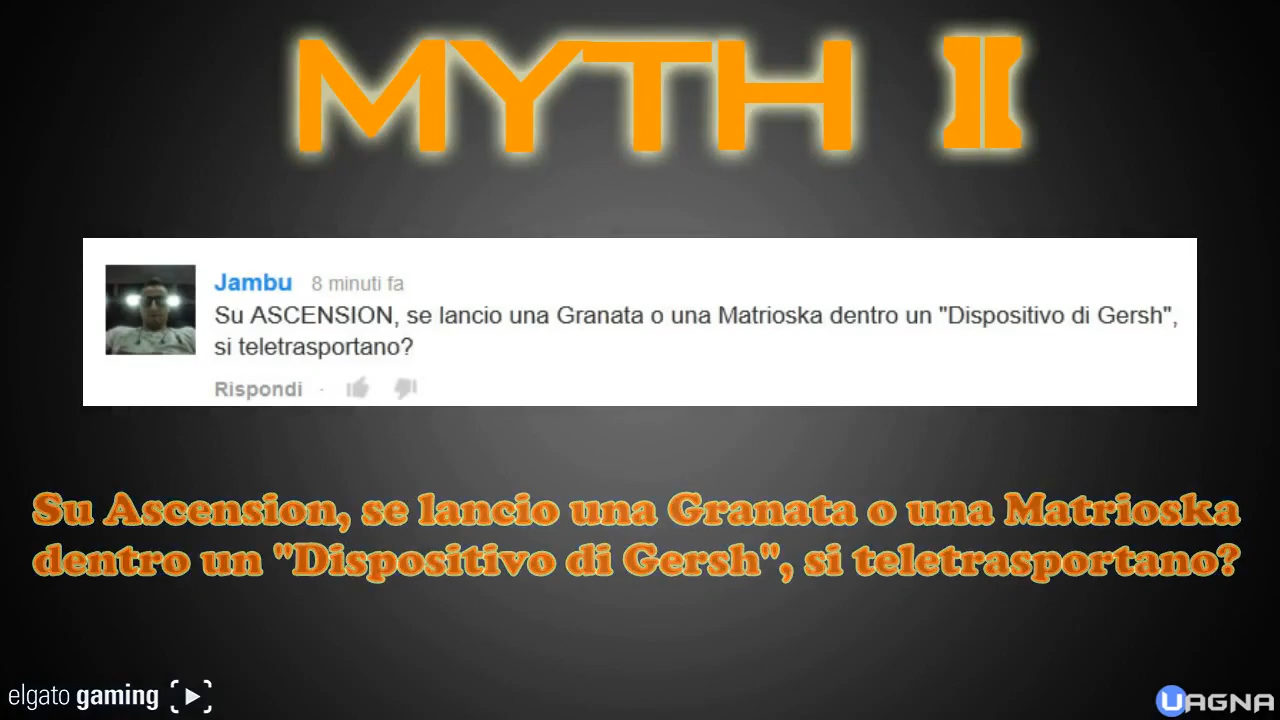 MYTH II
Jambu 8 minuti fa
Su ASCENSION, se lancio una Granata o una Matrioska dentro un "Dispositivo di Gersh",
si teletrasportano?
Rispondi ·
Su Ascension, se lancio una Granata o una Matrioska
dentro un "Dispositivo di Gersh", si teletrasportano?
elgato gaming
UAGNA